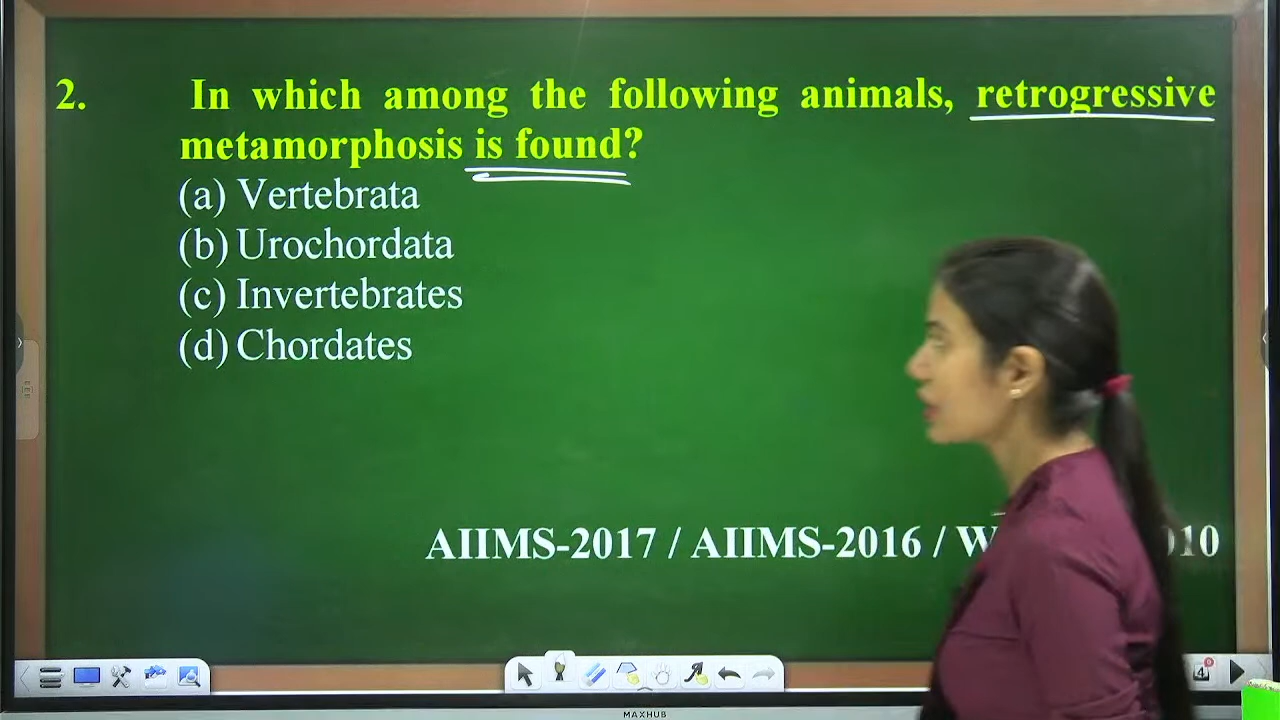 2. In which among the following animals, retrogressive
metamorphosis is found?
(a) Vertebrata
(b) Urochordata
(c) Invertebrates
(d) Chordates
AIIMS-2017 / AIIMS-2016 /
4
MAXHUB